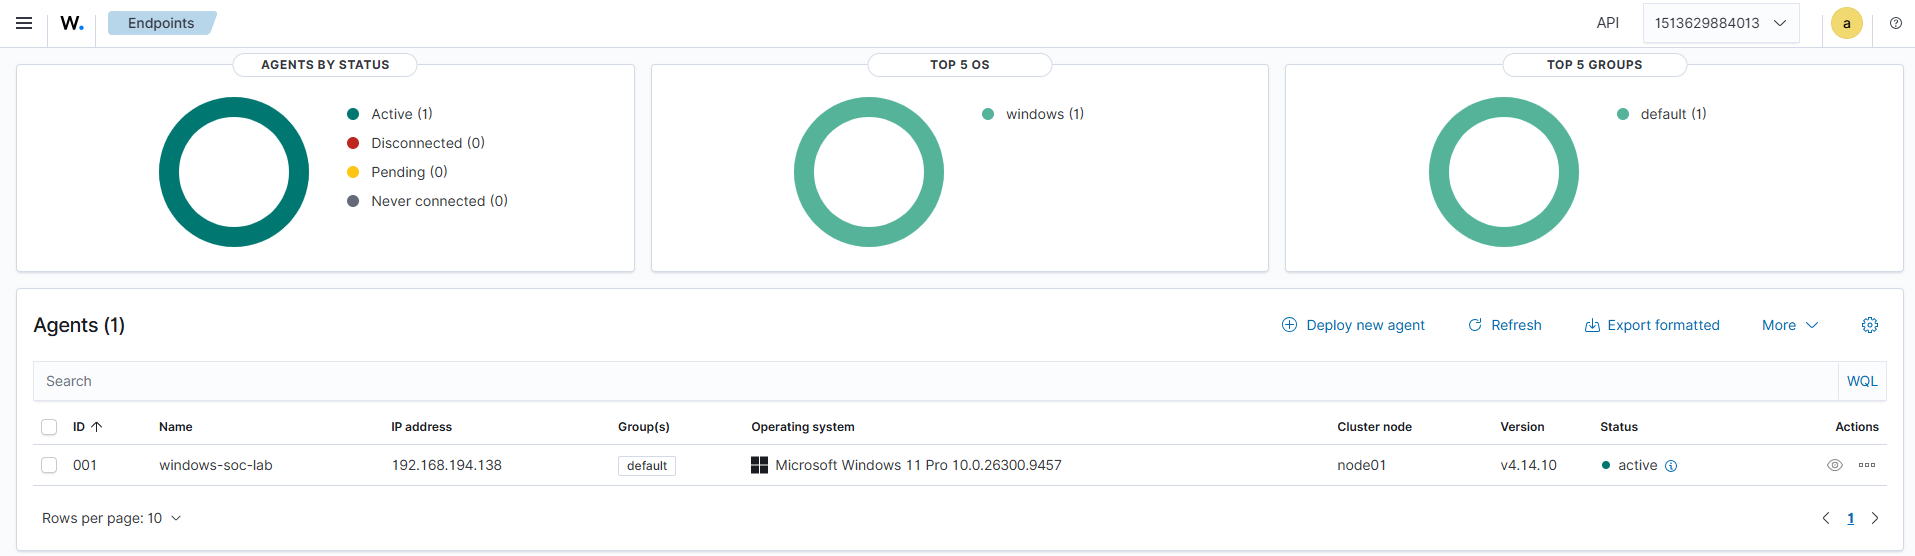 W. Endpoints API 1513629884013 a
AGENTS BY STATUS
Active (1)
Disconnected (0)
Pending (0)
Never connected (0)
TOP 5 OS
windows (1)
TOP 5 GROUPS
default (1)
Agents (1) Deploy new agent Refresh Export formatted More
Search WQL
ID Name IP address Group(s) Operating system Cluster node Version Status Actions
001 windows-soc-lab 192.168.194.138 default Microsoft Windows 11 Pro 10.0.26300.9457 node01 v4.14.10 active
Rows per page: 10 1